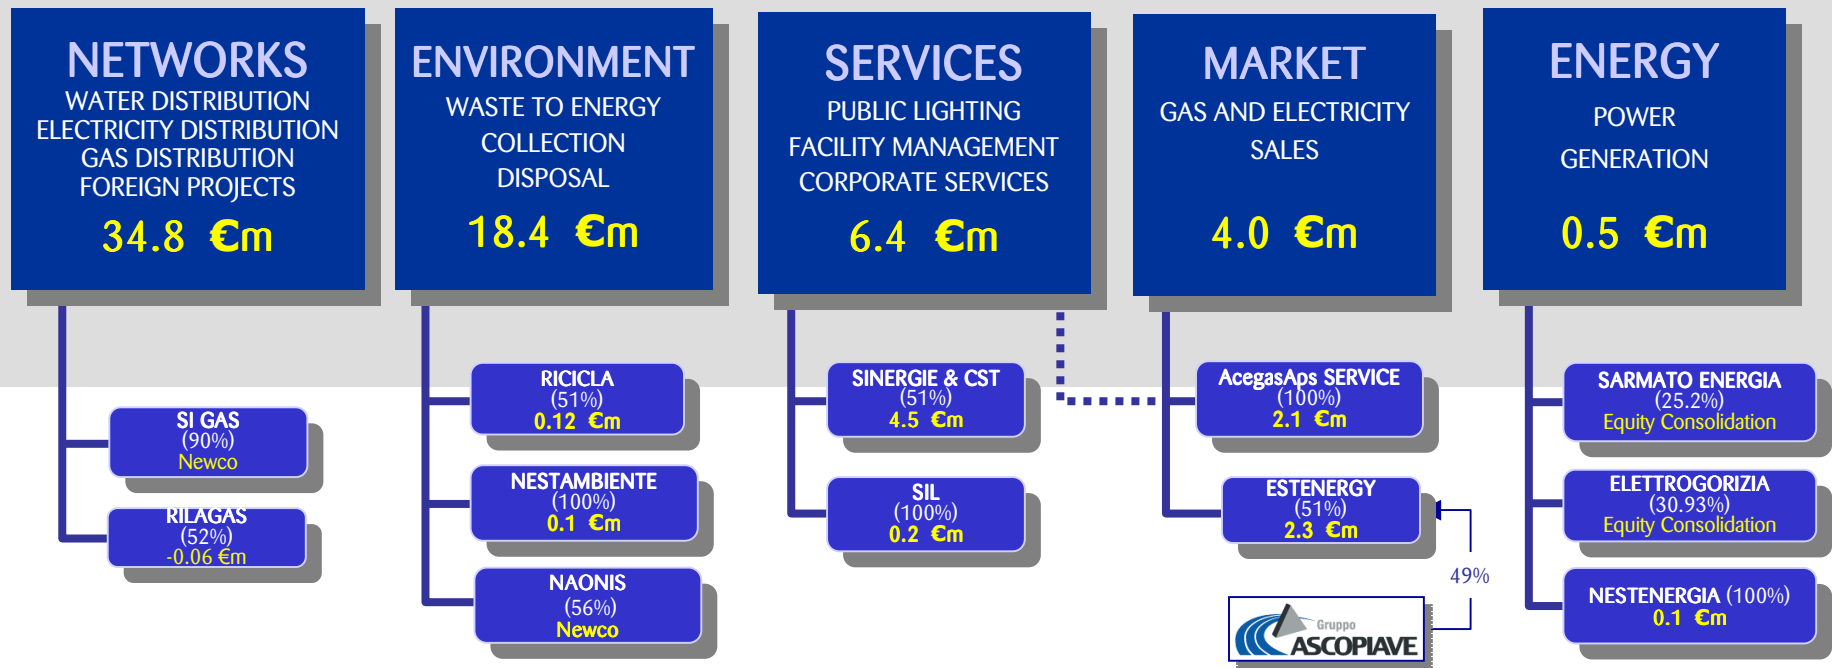 NETWORKS
WATER DISTRIBUTION
ELECTRICITY DISTRIBUTION
GAS DISTRIBUTION
FOREIGN PROJECTS
34.8 €m
SI GAS
(90%)
Newco
RILAGAS
(52%)
-0.06 €m
ENVIRONMENT
WASTE TO ENERGY
COLLECTION
DISPOSAL
18.4 €m
RICICLA
(51%)
0.12 €m
NESTAMBIENTE
(100%)
0.1 €m
NAONIS
(56%)
Newco
SERVICES
PUBLIC LIGHTING
FACILITY MANAGEMENT
CORPORATE SERVICES
6.4 €m
SINERGIE & CST
(51%)
4.5 €m
SIL
(100%)
0.2 €m
MARKET
GAS AND ELECTRICITY
SALES
4.0 €m
AcegasAps SERVICE
(100%)
2.1 €m
ESTENERGY
(51%)
2.3 €m
49%
Gruppo
ASCOPIAVE
ENERGY
POWER
GENERATION
0.5 €m
SARMATO ENERGIA
(25.2%)
Equity Consolidation
ELETTROGORIZIA
(30.93%)
Equity Consolidation
NESTENERGIA (100%)
0.1 €m